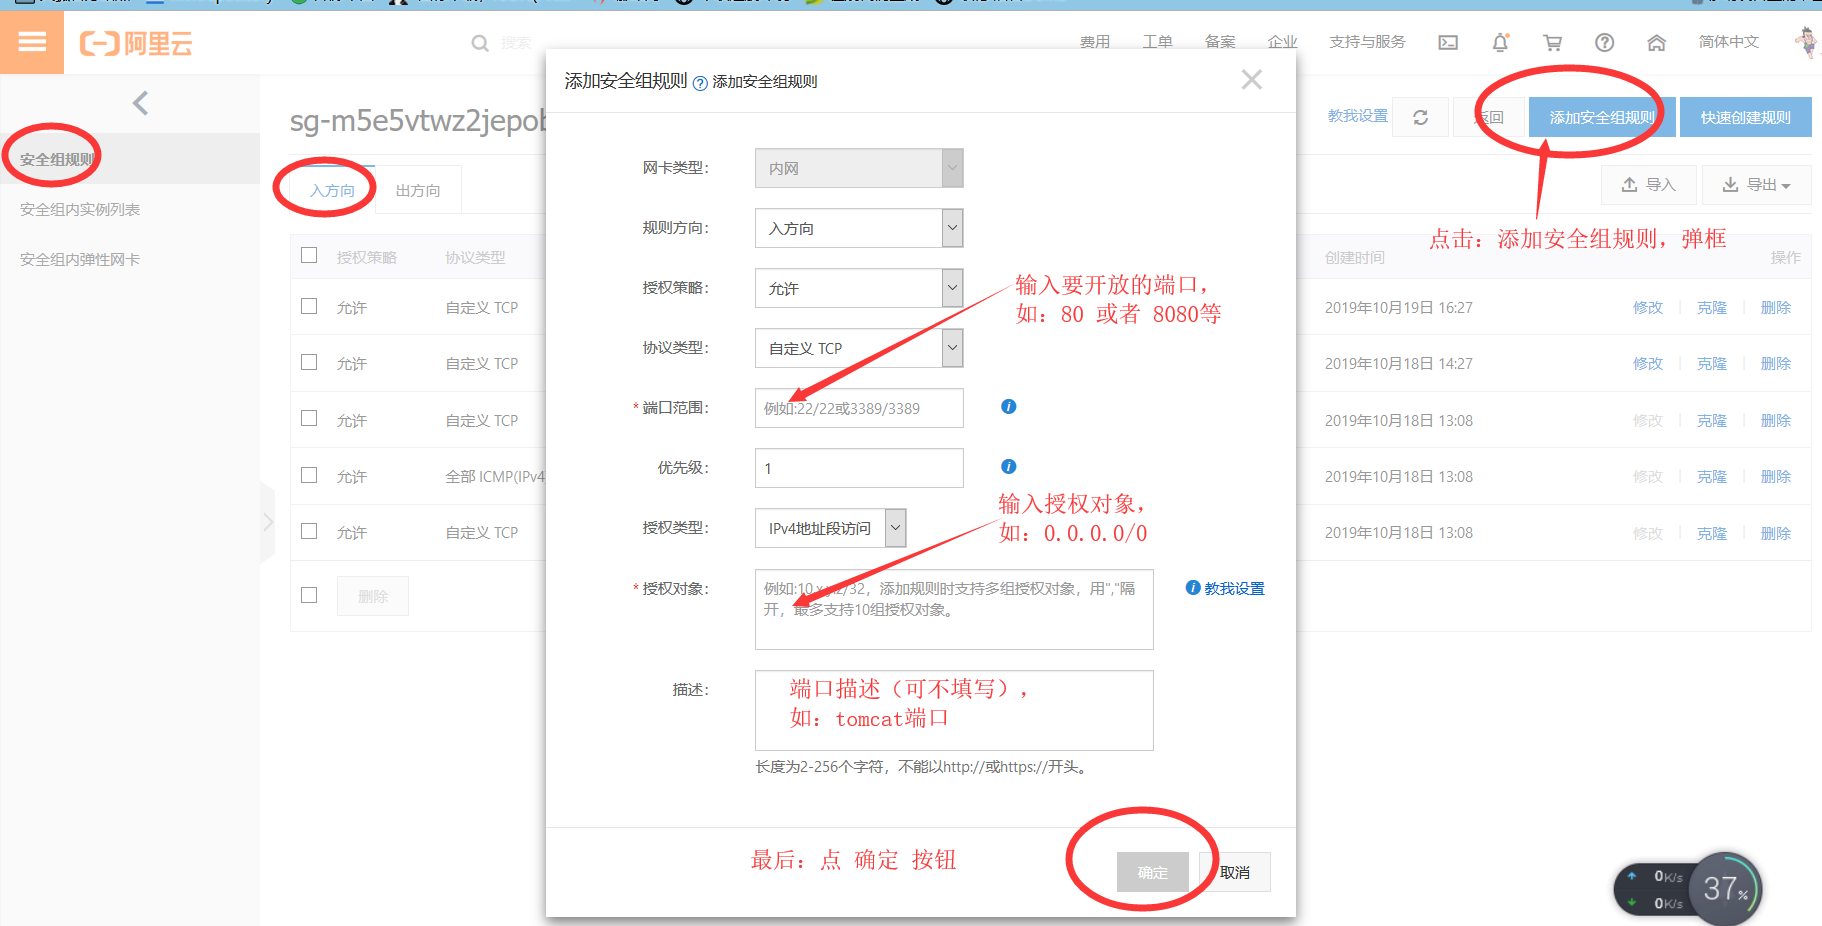 阿里云
搜索
费用
工单
备案
企业
支持与服务
简体中文
安全组规则
安全组内实例列表
安全组内弹性网卡
sg-m5e5vtwz2jepob
教我设置
返回
添加安全组规则
快速创建规则
入方向
出方向
导入
导出
点击：添加安全组规则，弹框
授权策略
协议类型
创建时间
操作
允许
自定义 TCP
2019年10月19日 16:27
修改
克隆
删除
允许
自定义 TCP
2019年10月18日 14:27
修改
克隆
删除
允许
自定义 TCP
2019年10月18日 13:08
修改
克隆
删除
允许
全部 ICMP(IPv4
2019年10月18日 13:08
修改
克隆
删除
允许
自定义 TCP
2019年10月18日 13:08
修改
克隆
删除
删除
添加安全组规则
添加安全组规则
网卡类型：
内网
规则方向：
入方向
授权策略：
允许
输入要开放的端口，
如：80 或者 8080等
协议类型：
自定义 TCP
* 端口范围：
例如:22/22或3389/3389
优先级：
1
输入授权对象，
如：0.0.0.0/0
授权类型：
IPv4地址段访问
* 授权对象：
例如:10.x.y.z/32，添加规则时支持多组授权对象，用","隔
开，最多支持10组授权对象。
教我设置
描述：
端口描述（可不填写），
如：tomcat端口
长度为2-256个字符，不能以http://或https://开头。
最后：点 确定 按钮
确定
取消
0K/s
0K/s
37%